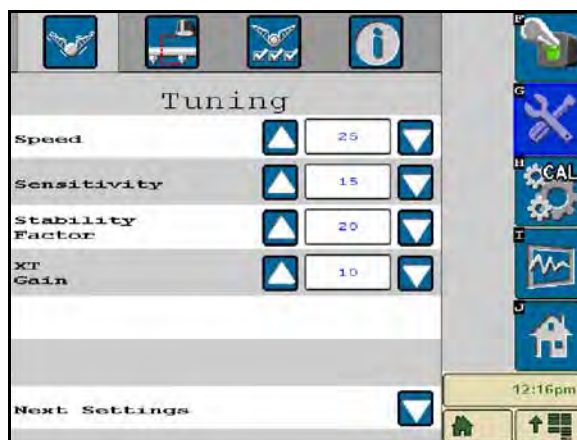 F
Tuning
G
Speed 25
H
CAL
Sensitivity 15
Stability
Factor 20
I
XT
Gain 10
J
12:16pm
Next Settings